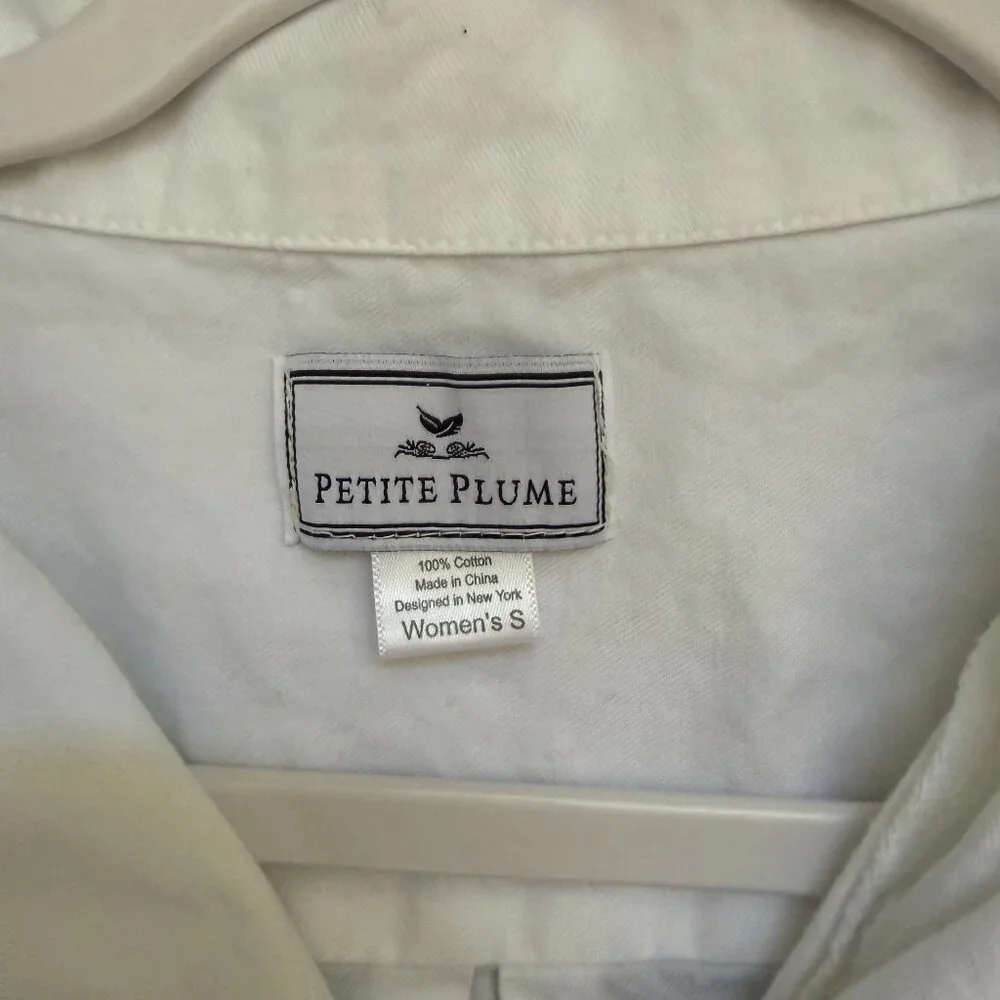 PETITE PLUME
100% Cotton
Made in China
Designed in New York
Women's S